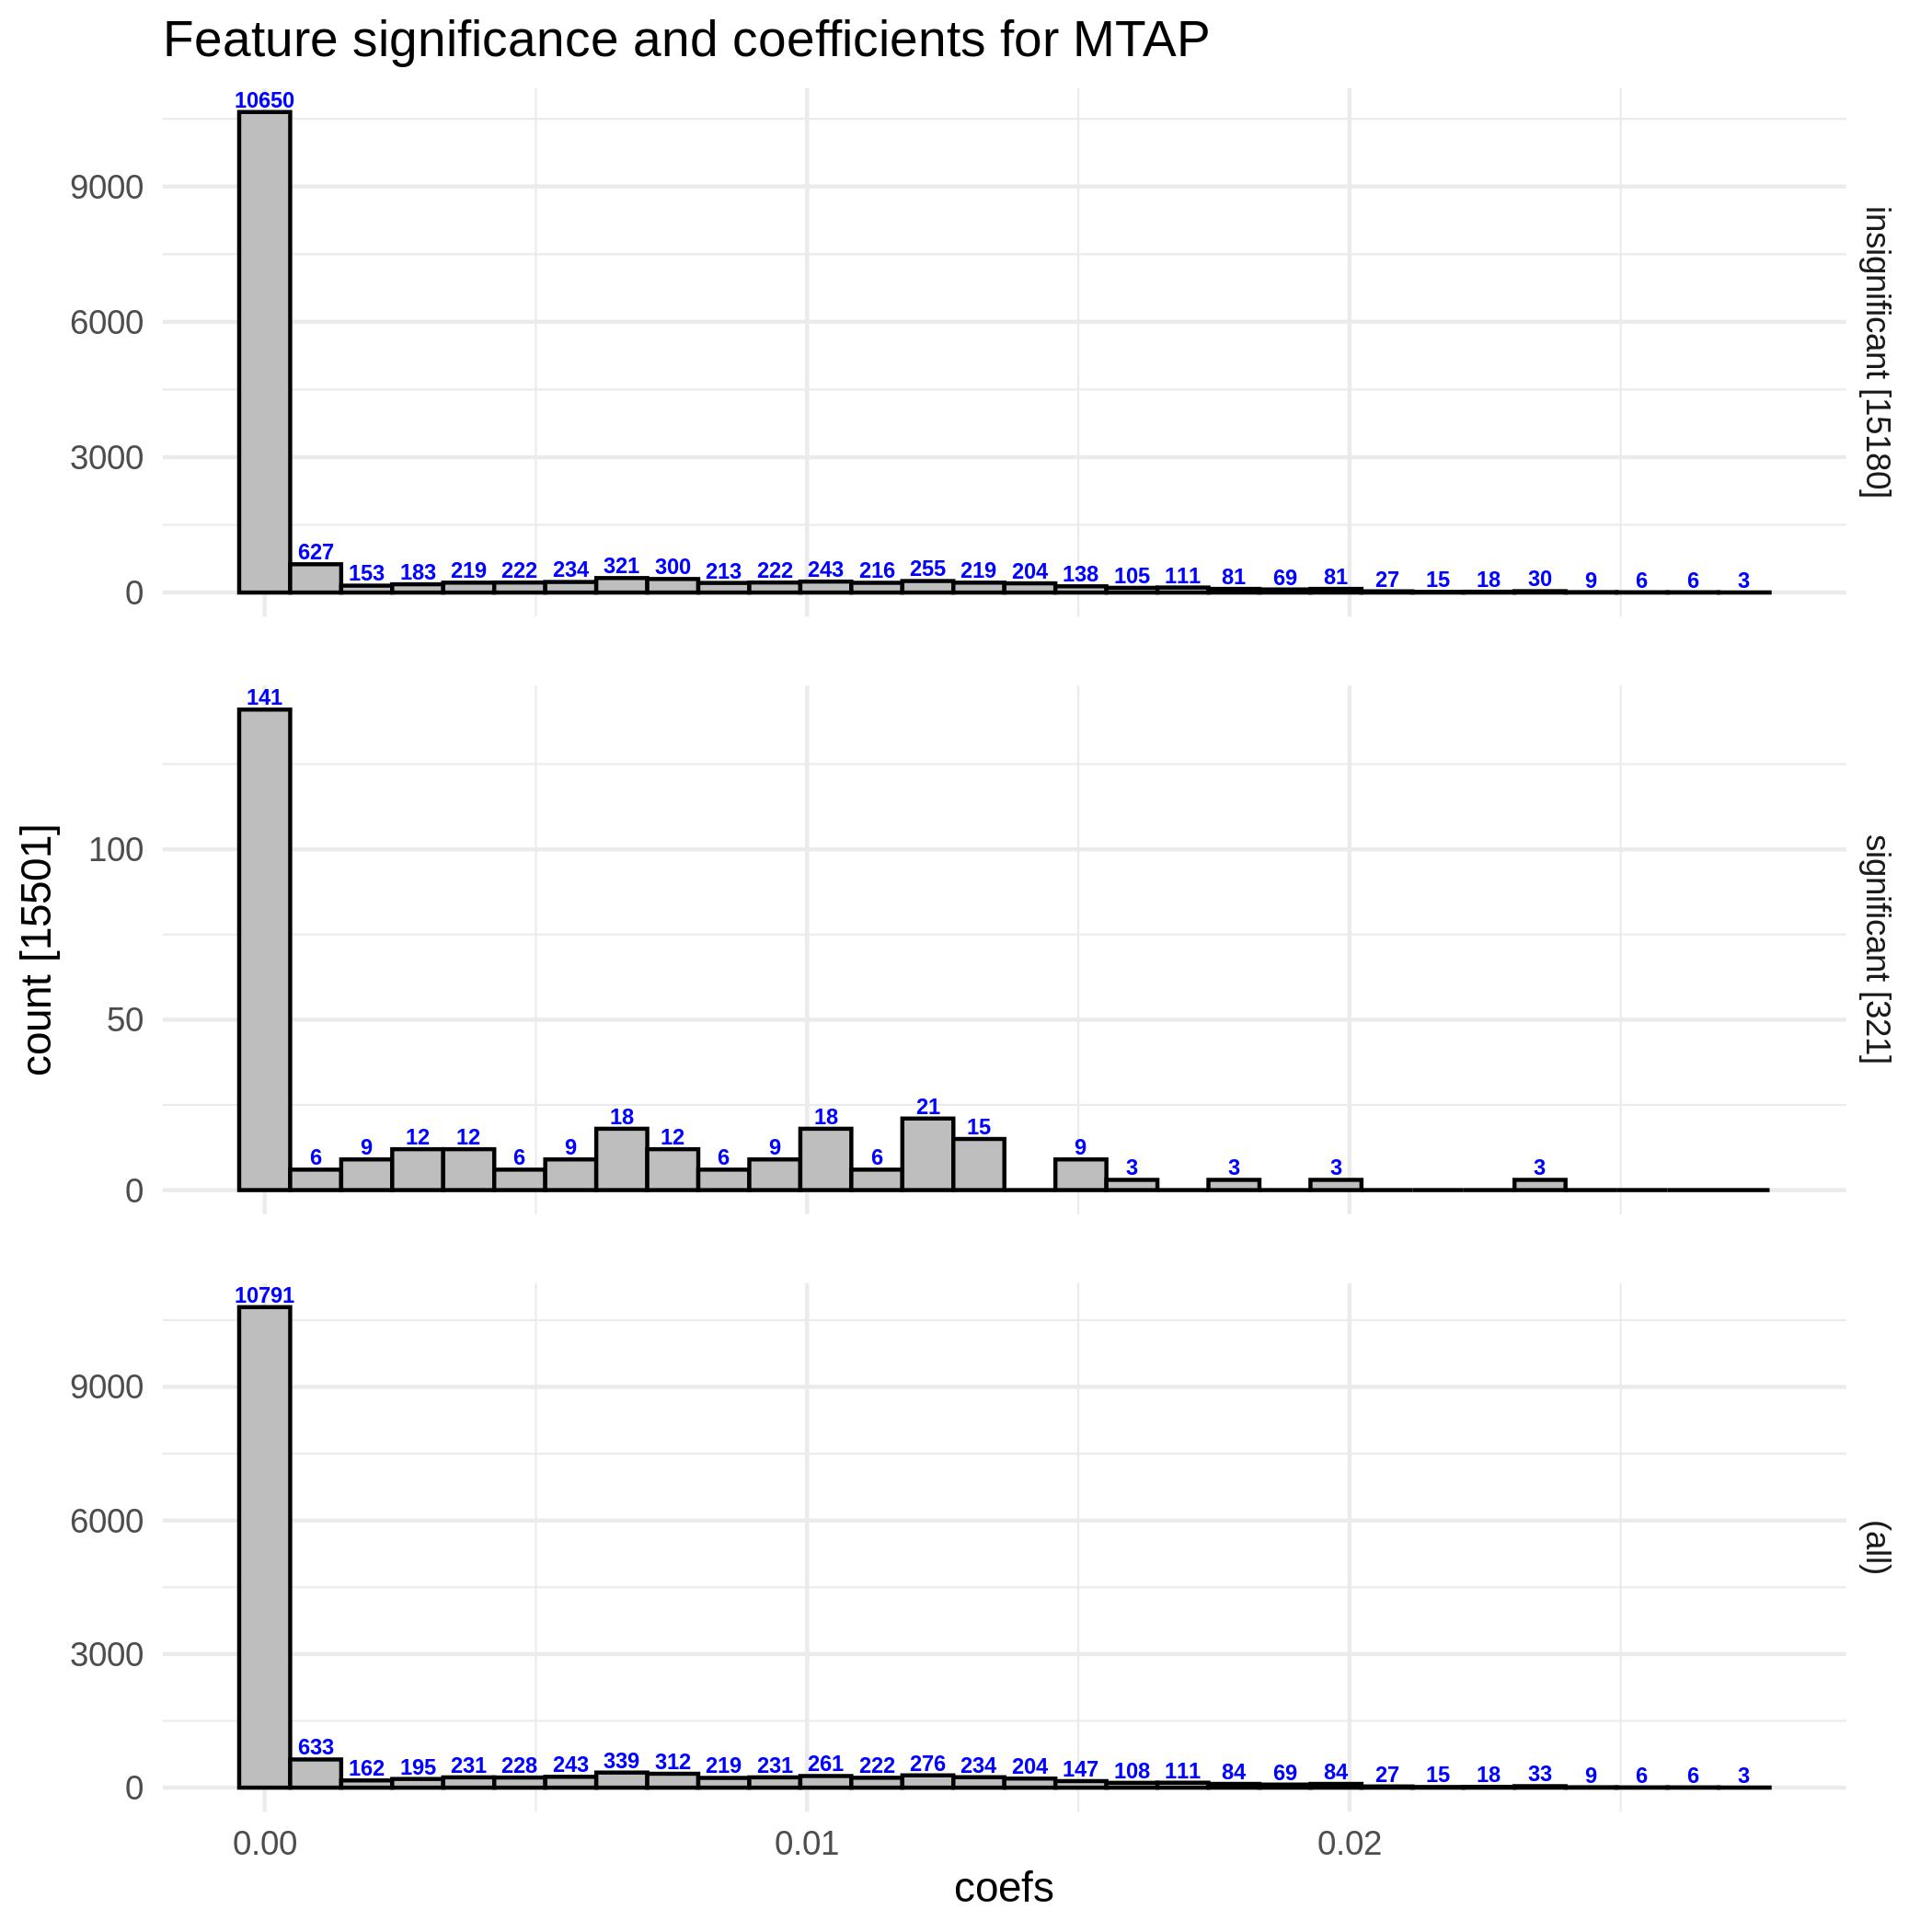 Feature significance and coefficients for MTAP
10650
9000
6000
3000
627 153 183 219 222 234 321 300 213 222 243 216 255 219 204 138 105 111 81 69 81 27 15 18 30 9 6 6 3
0
insignificant [15180]
count [15501]
141
100
50
6 9 12 12 6 9 18 12 6 9 18 6 21 15 9 3 3 3 3
0
significant [321]
10791
9000
6000
3000
633 162 195 231 228 243 339 312 219 231 261 222 276 234 204 147 108 111 84 69 84 27 15 18 33 9 6 6 3
0
(all)
0.00 0.01 0.02
coefs